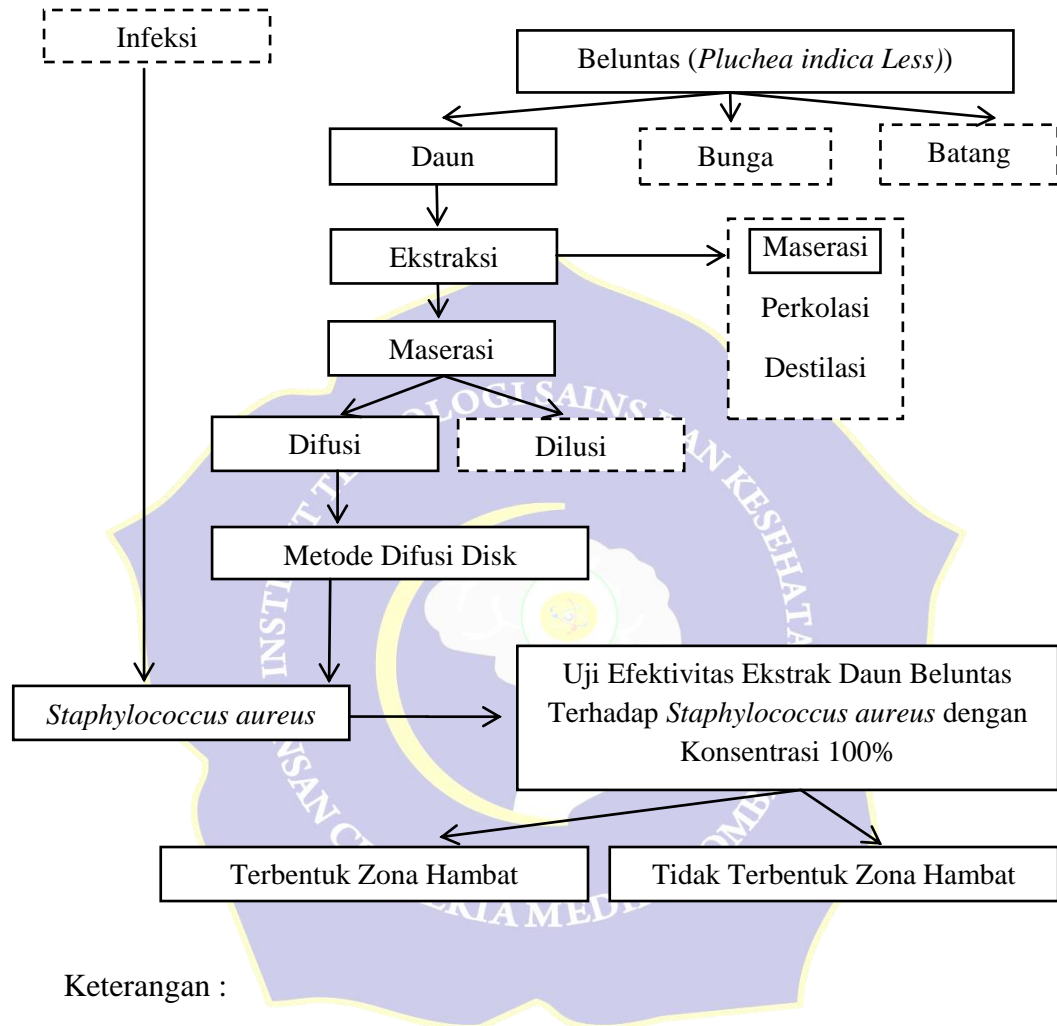 Infeksi
Beluntas (Pluchea indica Less))
Daun
Bunga
Batang
Ekstraksi
Maserasi
Perkolasi
Destilasi
Maserasi
Difusi
Dilusi
Metode Difusi Disk
Staphylococcus aureus
Uji Efektivitas Ekstrak Daun Beluntas
Terhadap Staphylococcus aureus dengan
Konsentrasi 100%
Terbentuk Zona Hambat
Tidak Terbentuk Zona Hambat
Keterangan :